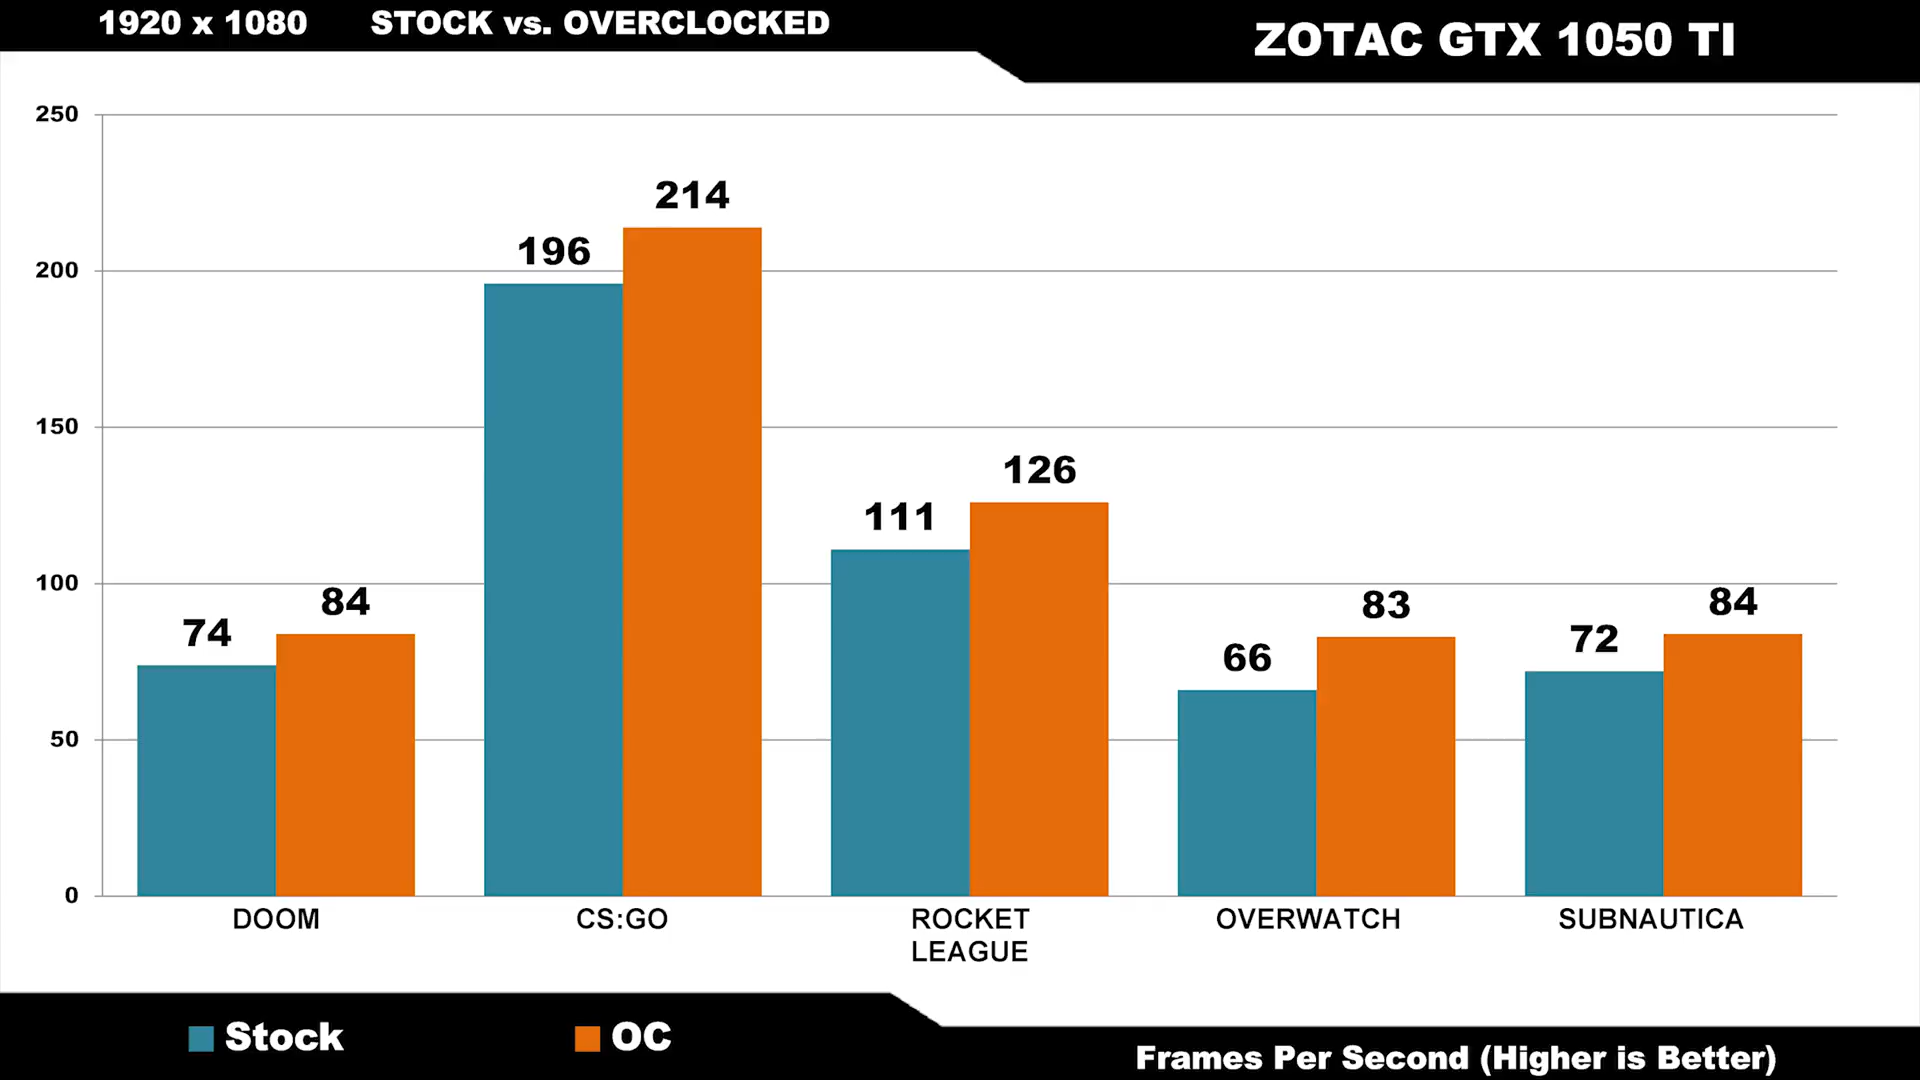 1920 x 1080 STOCK vs. OVERCLOCKED
ZOTAC GTX 1050 TI
250
200
150
100
50
0
74
84
196
214
111
126
66
83
72
84
DOOM
CS:GO
ROCKET
LEAGUE
OVERWATCH
SUBNAUTICA
Stock
OC
Frames Per Second (Higher is Better)